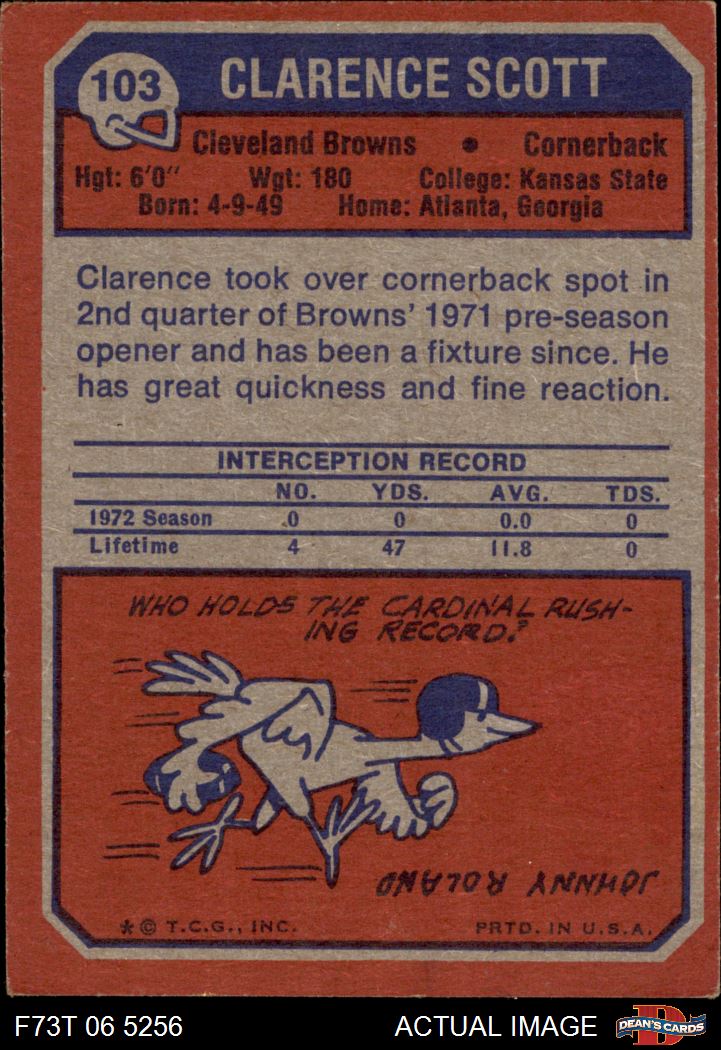 103
CLARENCE SCOTT
Cleveland Browns • Cornerback
Hgt: 6'0" Wgt: 180 College: Kansas State
Born: 4-9-49 Home: Atlanta, Georgia
Clarence took over cornerback spot in
2nd quarter of Browns' 1971 pre-season
opener and has been a fixture since. He
has great quickness and fine reaction.
INTERCEPTION RECORD
NO. YDS. AVG. TDS.
1972 Season 0 0 0.0 0
Lifetime 4 47 11.8 0
WHO HOLDS THE CARDINAL RUSH-
ING RECORD?
JOHNNY ROLAND
* © T.C.G., INC. PRTD. IN U.S.A.
F73T 06 5256 ACTUAL IMAGE DEAN'S CARDS